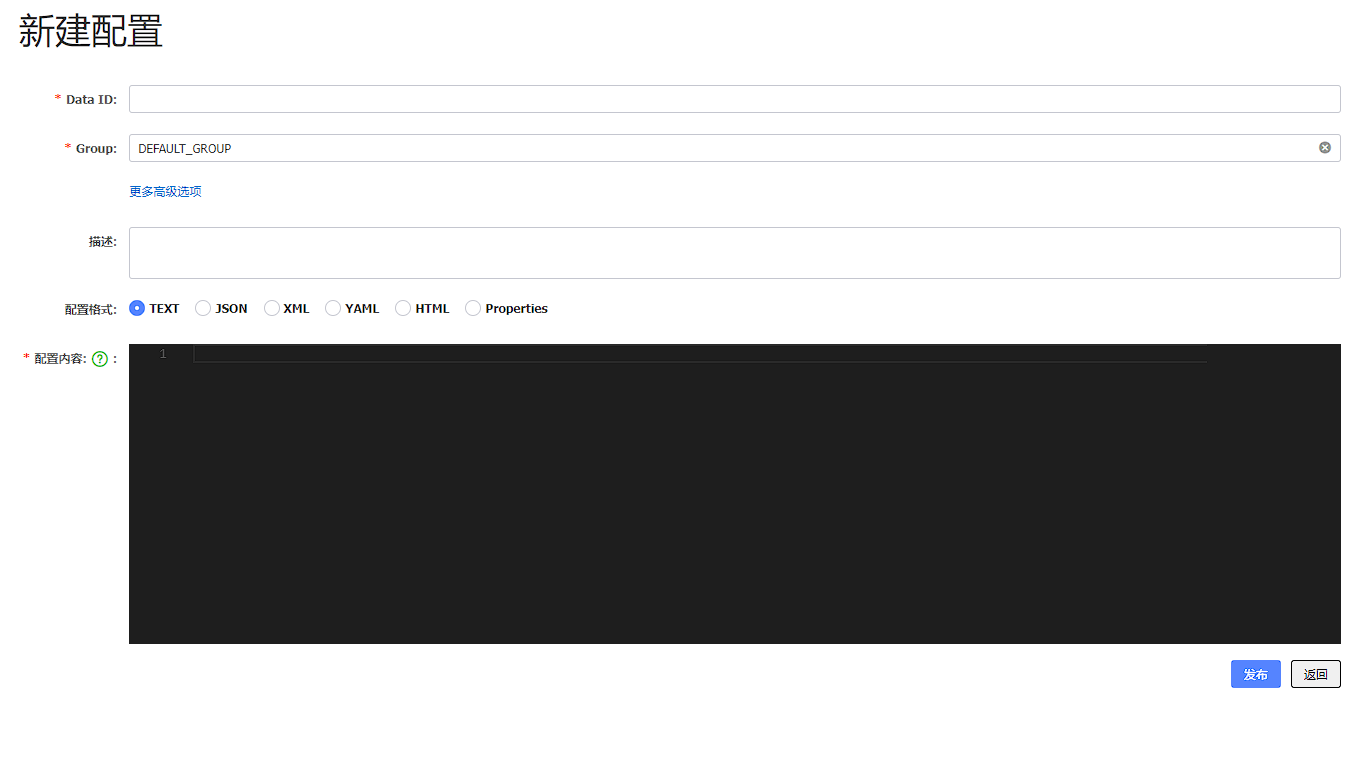 新建配置
* Data ID:
* Group: DEFAULT_GROUP
更多高级选项
描述:
配置格式: TEXT JSON XML YAML HTML Properties
* 配置内容: ? :
1
发布 返回